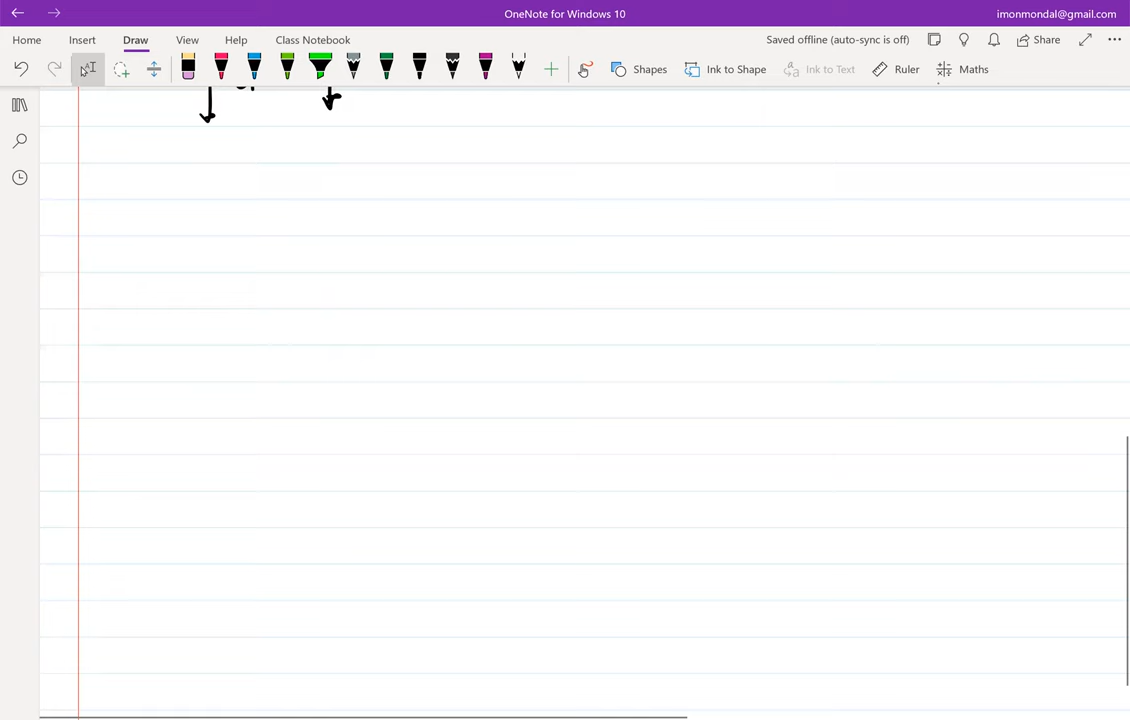 OneNote for Windows 10
imonmondal@gmail.com
Home
Insert
Draw
View
Help
Class Notebook
Saved offline (auto-sync is off)
Share
Shapes
Ink to Shape
Ink to Text
Ruler
Maths